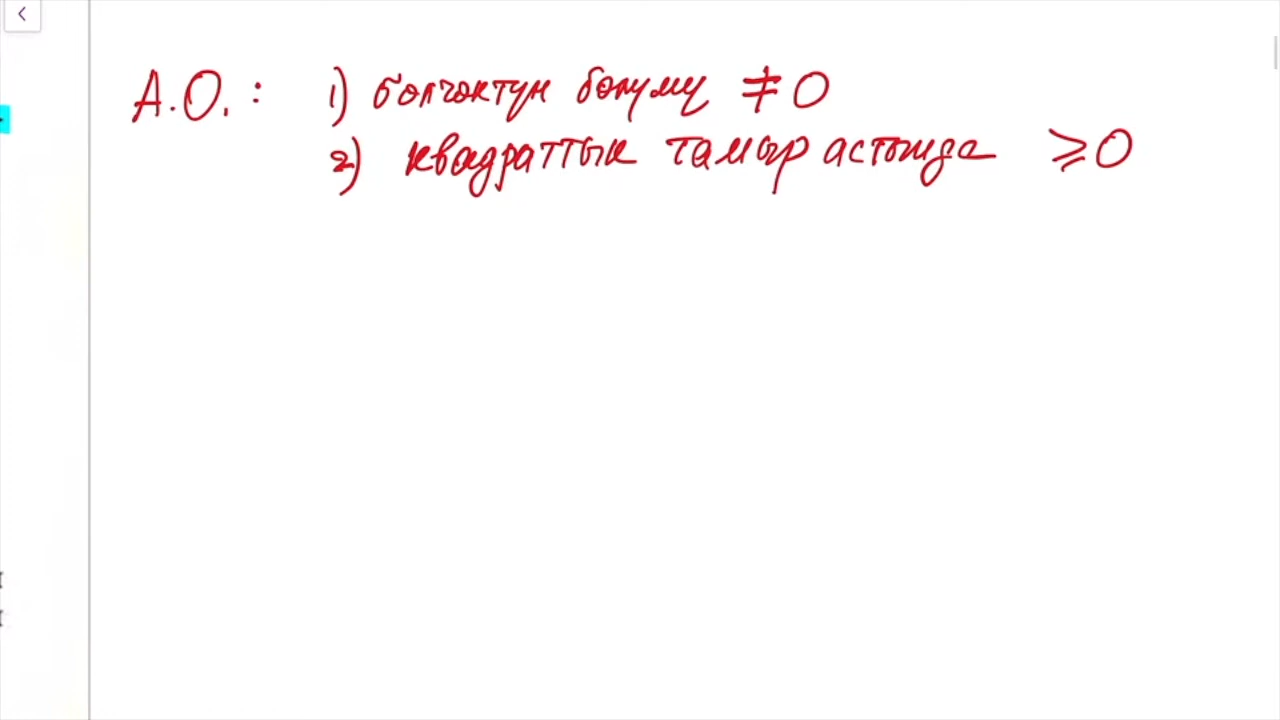 А.О.: 1) бөлчөктүн бөлүмү ≠ 0
2) квадраттык тамыр астында ⩾ 0